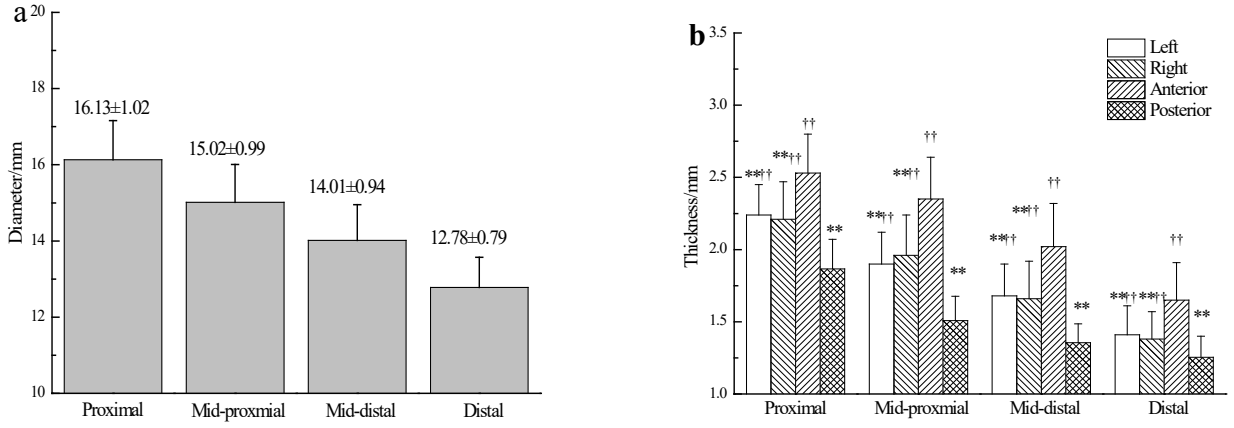 a
Diameter/mm
20
18
16
14
12
10
16.13±1.02
15.02±0.99
14.01±0.94
12.78±0.79
Proximal Mid-proxmial Mid-distal Distal
b
Thickness/mm
3.5
3.0
2.5
2.0
1.5
1.0
Left
Right
Anterior
Posterior
**†† **†† †† **
**†† **†† †† **
**†† **†† †† **
**†† **†† †† **
Proximal Mid-proxmial Mid-distal Distal